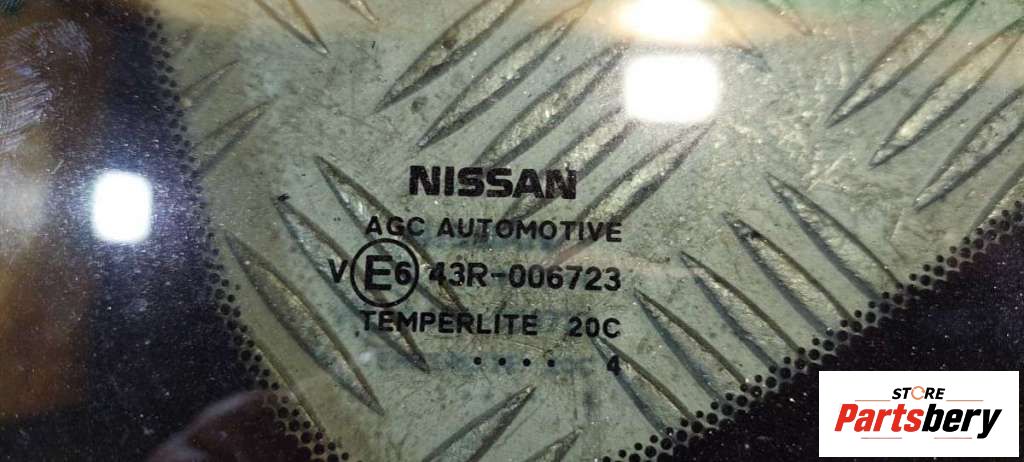 NISSAN
AGC AUTOMOTIVE
V E6 43R-006723
TEMPERLITE 20C
.... 4
STORE
Partsbery